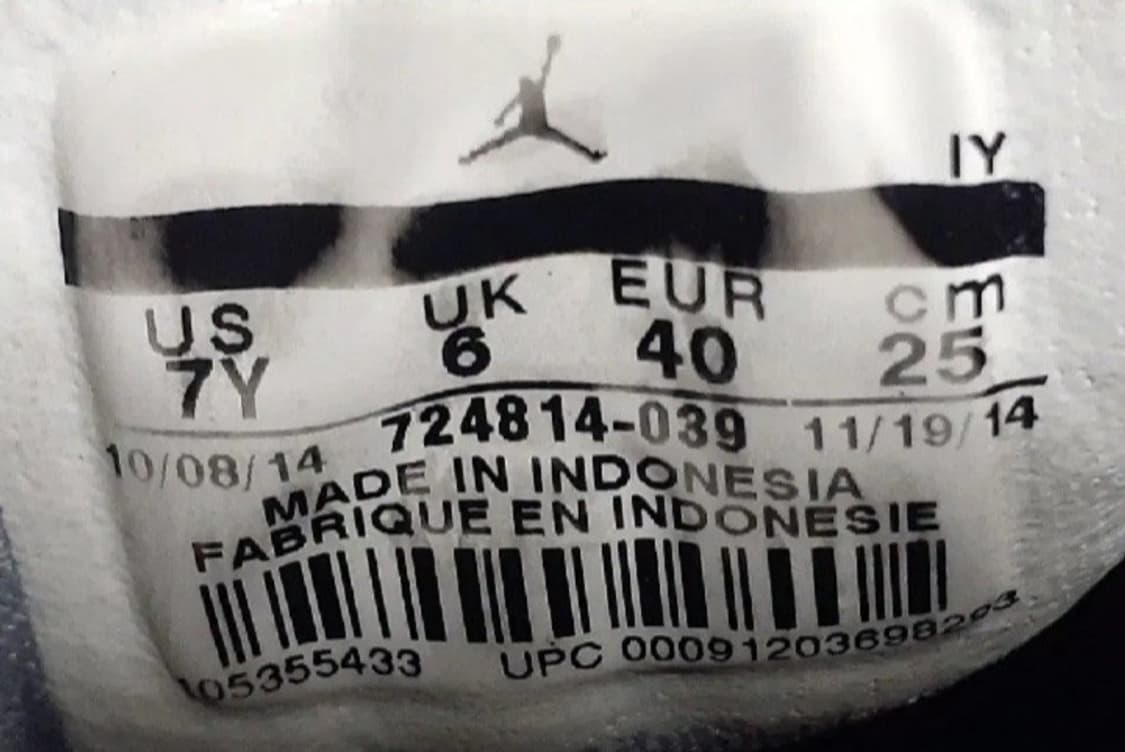 IY
US UK EUR cm
7Y 6 40 25
10/08/14 724814-039 11/19/14
MADE IN INDONESIA
FABRIQUE EN INDONESIE
105355433 UPC